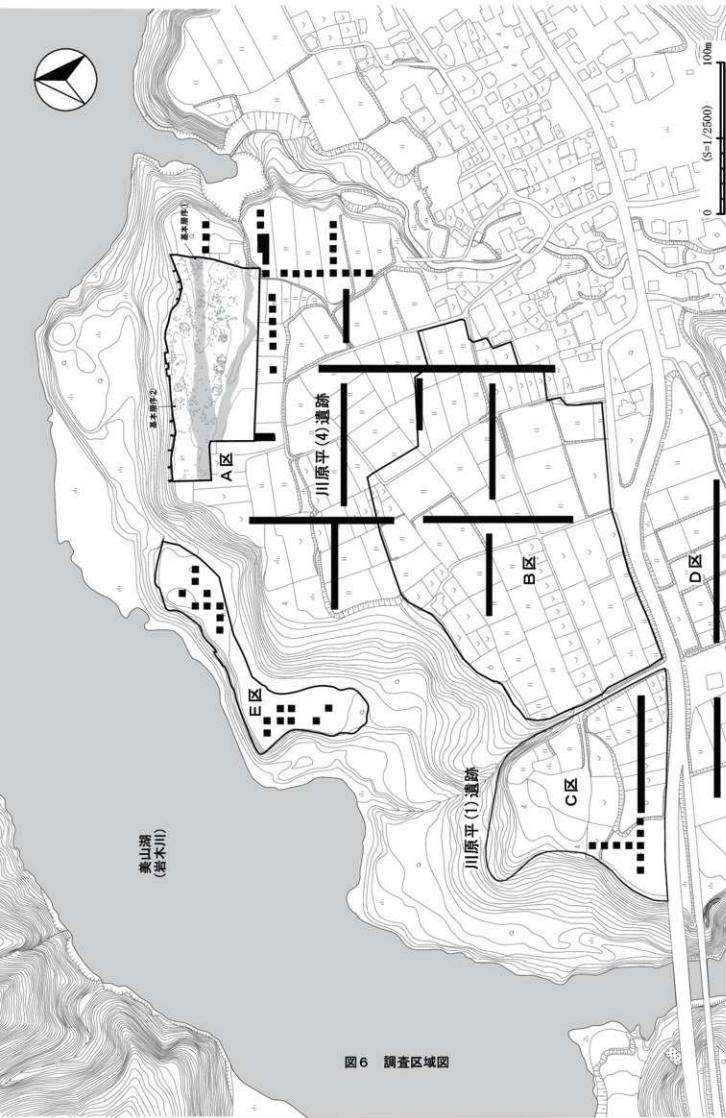 美山湖
(岩木川)
基本層序①
基本層序②
A区
川原平(4)遺跡
E区
B区
川原平(1)遺跡
C区
D区
0
100m
(S=1/2500)
図6 調査区域図